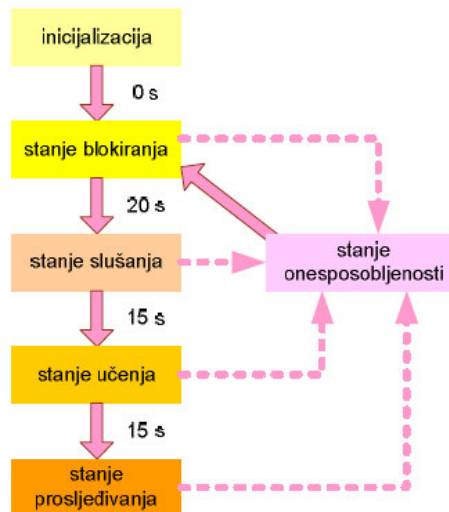 inicijalizacija
0 s
stanje blokiranja
20 s
stanje slušanja
stanje
onesposobljenosti
15 s
stanje učenja
15 s
stanje
prosljeđivanja